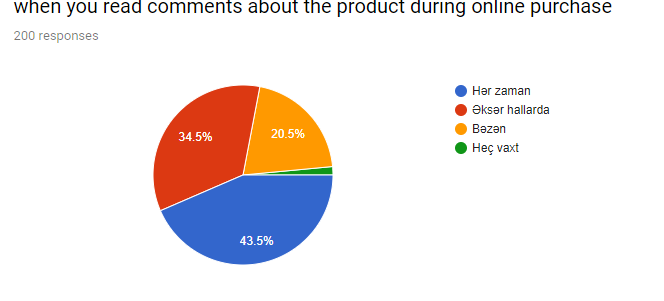 when you read comments about the product during online purchase
200 responses
Hər zaman
Əksər hallarda
Bəzən
Heç vaxt
34.5%
20.5%
43.5%